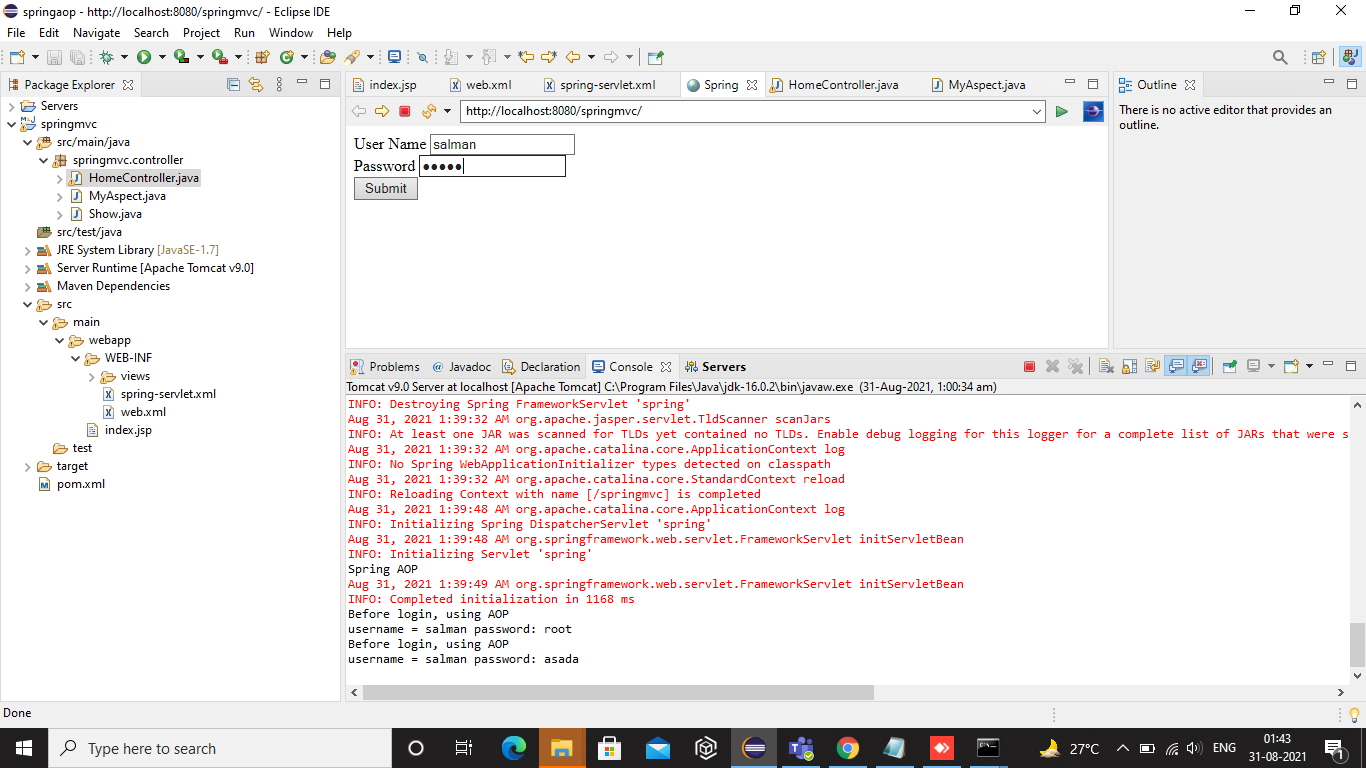 springaop - http://localhost:8080/springmvc/ - Eclipse IDE
File Edit Navigate Search Project Run Window Help
Package Explorer
Servers
springmvc
src/main/java
springmvc.controller
HomeController.java
MyAspect.java
Show.java
src/test/java
JRE System Library [JavaSE-1.7]
Server Runtime [Apache Tomcat v9.0]
Maven Dependencies
src
main
webapp
WEB-INF
views
spring-servlet.xml
web.xml
index.jsp
test
target
pom.xml
index.jsp web.xml spring-servlet.xml Spring HomeController.java MyAspect.java
http://localhost:8080/springmvc/
User Name salman
Password •••••
Submit
Outline
There is no active editor that provides an
outline.
Problems @ Javadoc Declaration Console Servers
Tomcat v9.0 Server at localhost [Apache Tomcat] C:\Program Files\Java\jdk-16.0.2\bin\javaw.exe (31-Aug-2021, 1:00:34 am)
INFO: Destroying Spring FrameworkServlet 'spring'
Aug 31, 2021 1:39:32 AM org.apache.jasper.servlet.TldScanner scanJars
INFO: At least one JAR was scanned for TLDs yet contained no TLDs. Enable debug logging for this logger for a complete list of JARs that were s
Aug 31, 2021 1:39:32 AM org.apache.catalina.core.ApplicationContext log
INFO: No Spring WebApplicationInitializer types detected on classpath
Aug 31, 2021 1:39:32 AM org.apache.catalina.core.StandardContext reload
INFO: Reloading Context with name [/springmvc] is completed
Aug 31, 2021 1:39:48 AM org.apache.catalina.core.ApplicationContext log
INFO: Initializing Spring DispatcherServlet 'spring'
Aug 31, 2021 1:39:48 AM org.springframework.web.servlet.FrameworkServlet initServletBean
INFO: Initializing Servlet 'spring'
Spring AOP
Aug 31, 2021 1:39:49 AM org.springframework.web.servlet.FrameworkServlet initServletBean
INFO: Completed initialization in 1168 ms
Before login, using AOP
username = salman password: root
Before login, using AOP
username = salman password: asada
Done
Type here to search
27°C ENG 01:43
31-08-2021
1